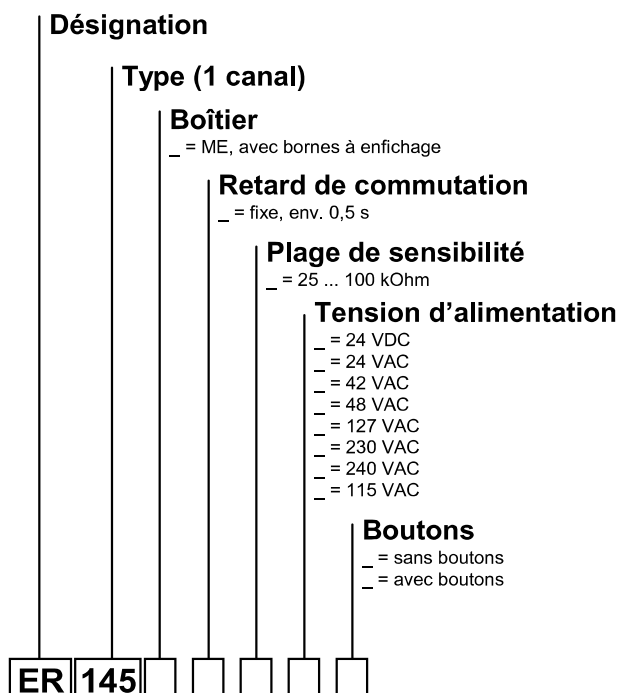 Désignation
Type (1 canal)
Boîtier
_ = ME, avec bornes à enfichage
Retard de commutation
_ = fixe, env. 0,5 s
Plage de sensibilité
_ = 25 ... 100 kOhm
Tension d'alimentation
_ = 24 VDC
_ = 24 VAC
_ = 42 VAC
_ = 48 VAC
_ = 127 VAC
_ = 230 VAC
_ = 240 VAC
_ = 115 VAC
Boutons
_ = sans boutons
_ = avec boutons
ER 145